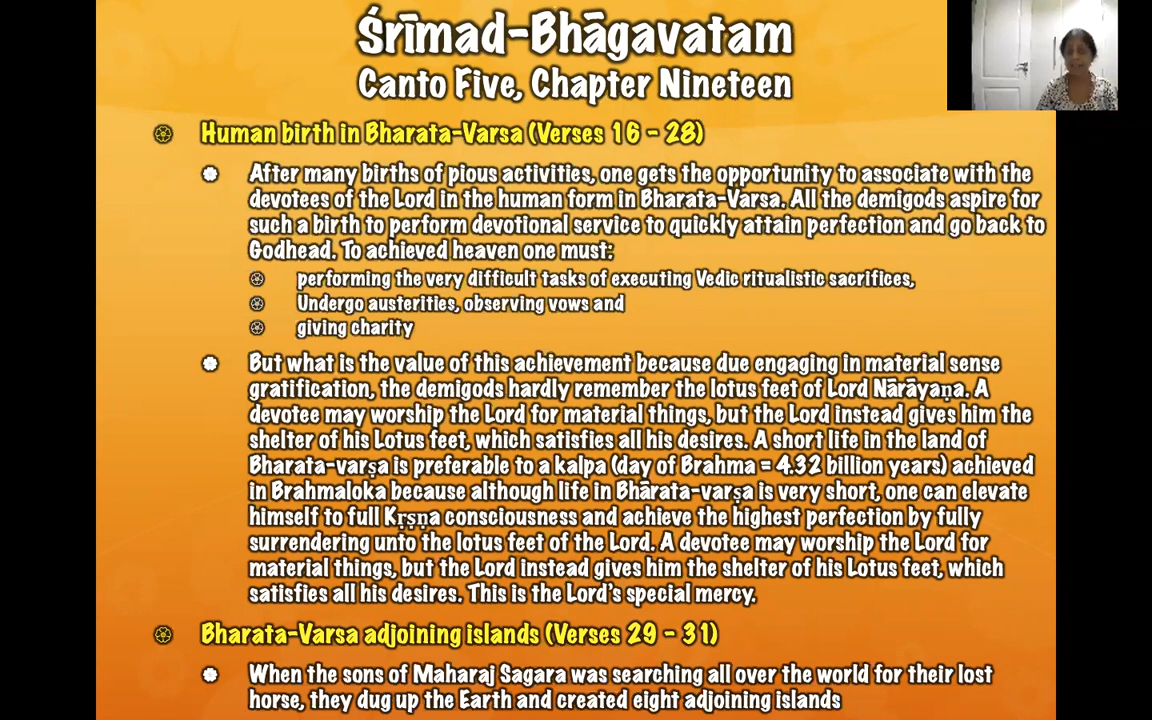 Śrīmad-Bhāgavatam
Canto Five, Chapter Nineteen
Human birth in Bharata-Varsa (Verses 16 - 28)
After many births of pious activities, one gets the opportunity to associate with the
devotees of the Lord in the human form in Bharata-Varsa. All the demigods aspire for
such a birth to perform devotional service to quickly attain perfection and go back to
Godhead. To achieved heaven one must:
performing the very difficult tasks of executing Vedic ritualistic sacrifices,
Undergo austerities, observing vows and
giving charity
But what is the value of this achievement because due engaging in material sense
gratification, the demigods hardly remember the lotus feet of Lord Nārāyaṇa. A
devotee may worship the Lord for material things, but the Lord instead gives him the
shelter of his Lotus feet, which satisfies all his desires. A short life in the land of
Bharata-varṣa is preferable to a kalpa (day of Brahma = 4.32 billion years) achieved
in Brahmaloka because although life in Bhārata-varṣa is very short, one can elevate
himself to full Kṛṣṇa consciousness and achieve the highest perfection by fully
surrendering unto the lotus feet of the Lord. A devotee may worship the Lord for
material things, but the Lord instead gives him the shelter of his Lotus feet, which
satisfies all his desires. This is the Lord's special mercy.
Bharata-Varsa adjoining islands (Verses 29 - 31)
When the sons of Maharaj Sagara was searching all over the world for their lost
horse, they dug up the Earth and created eight adjoining islands